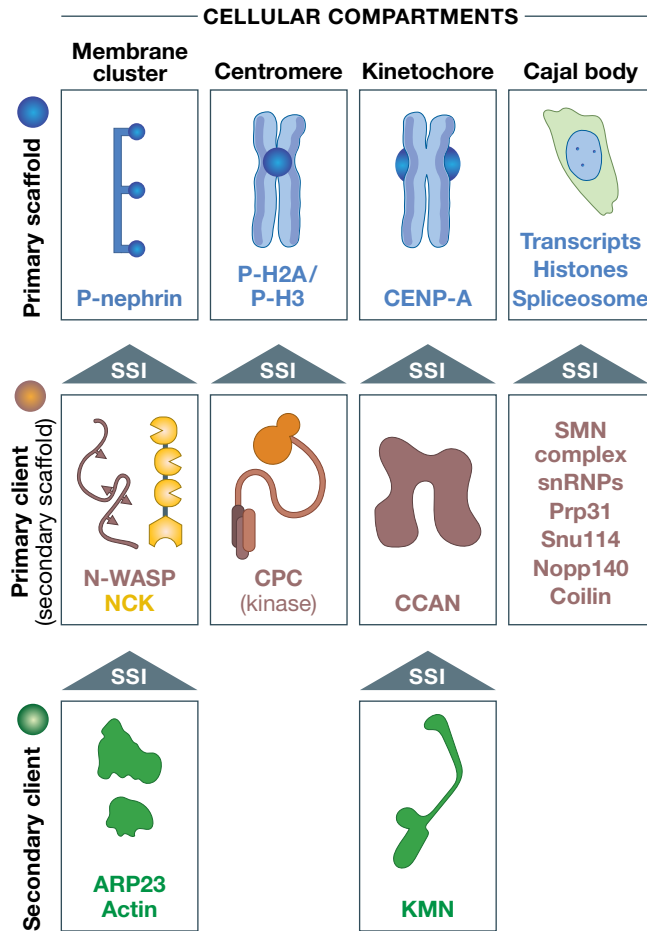 CELLULAR COMPARTMENTS
Membrane
cluster
Centromere
Kinetochore
Cajal body
Primary scaffold
P-nephrin
P-H2A/
P-H3
CENP-A
Transcripts
Histones
Spliceosome
SSI
SSI
SSI
SSI
Primary client
(secondary scaffold)
N-WASP
NCK
CPC
(kinase)
CCAN
SMN
complex
snRNPs
Prp31
Snu114
Nopp140
Coilin
SSI
SSI
Secondary client
ARP23
Actin
KMN